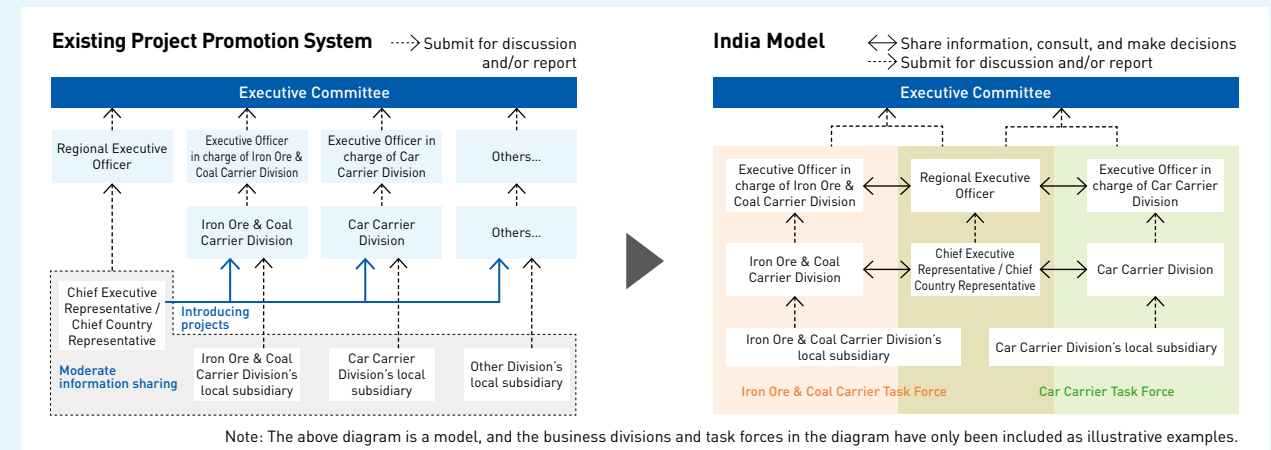 Existing Project Promotion System
Submit for discussion
and/or report
Executive Committee
Regional Executive
Officer
Executive Officer
in charge of Iron Ore &
Coal Carrier Division
Executive Officer in
charge of Car
Carrier Division
Others...
Iron Ore & Coal
Carrier Division
Car Carrier
Division
Others...
Chief Executive
Representative /
Chief Country
Representative
Introducing
projects
Moderate
information sharing
Iron Ore & Coal
Carrier Division's
local subsidiary
Car Carrier
Division's local
subsidiary
Other Division's
local subsidiary
India Model
Share information, consult, and make decisions
Submit for discussion and/or report
Executive Committee
Executive Officer in
charge of Iron Ore &
Coal Carrier Division
Regional Executive
Officer
Executive Officer in
charge of Car Carrier
Division
Iron Ore & Coal
Carrier Division
Chief Executive
Representative / Chief
Country Representative
Car Carrier Division
Iron Ore & Coal Carrier Division's
local subsidiary
Car Carrier Division's local subsidiary
Iron Ore & Coal Carrier Task Force
Car Carrier Task Force
Note: The above diagram is a model, and the business divisions and task forces in the diagram have only been included as illustrative examples.